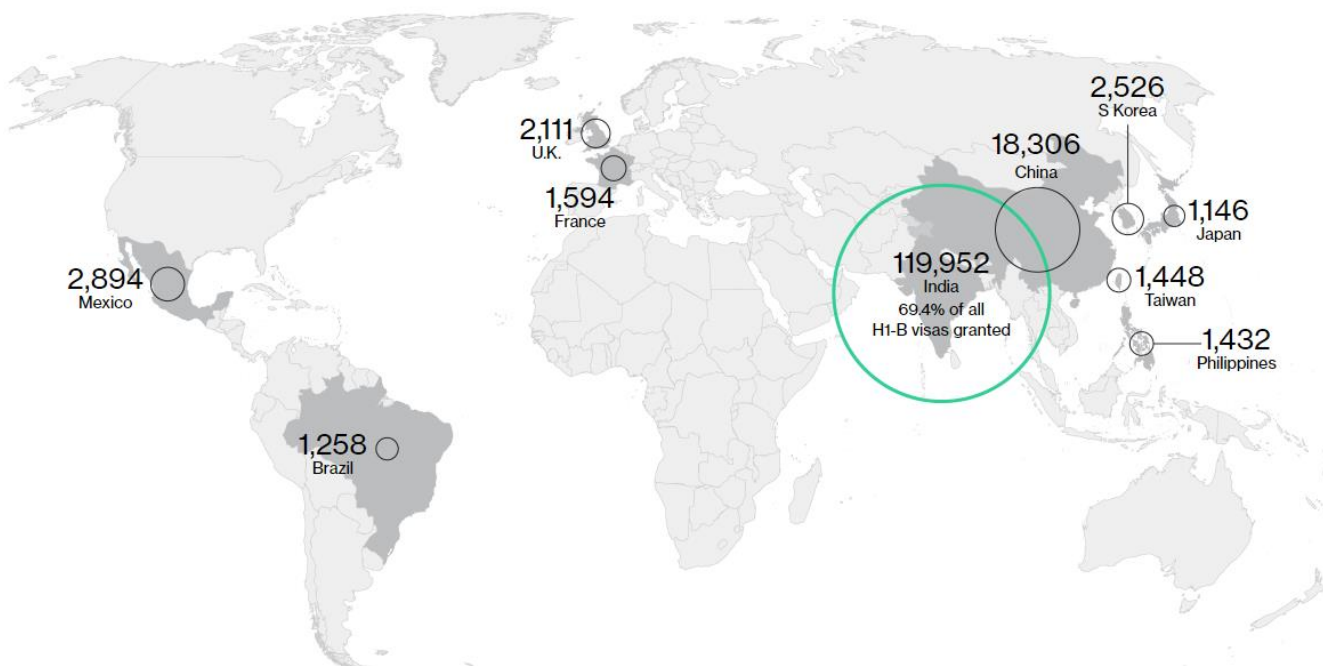 2,526
S Korea
2,111
U.K.
18,306
China
1,594
France
1,146
Japan
2,894
Mexico
119,952
India
69.4% of all
H1-B visas granted
1,448
Taiwan
1,432
Philippines
1,258
Brazil